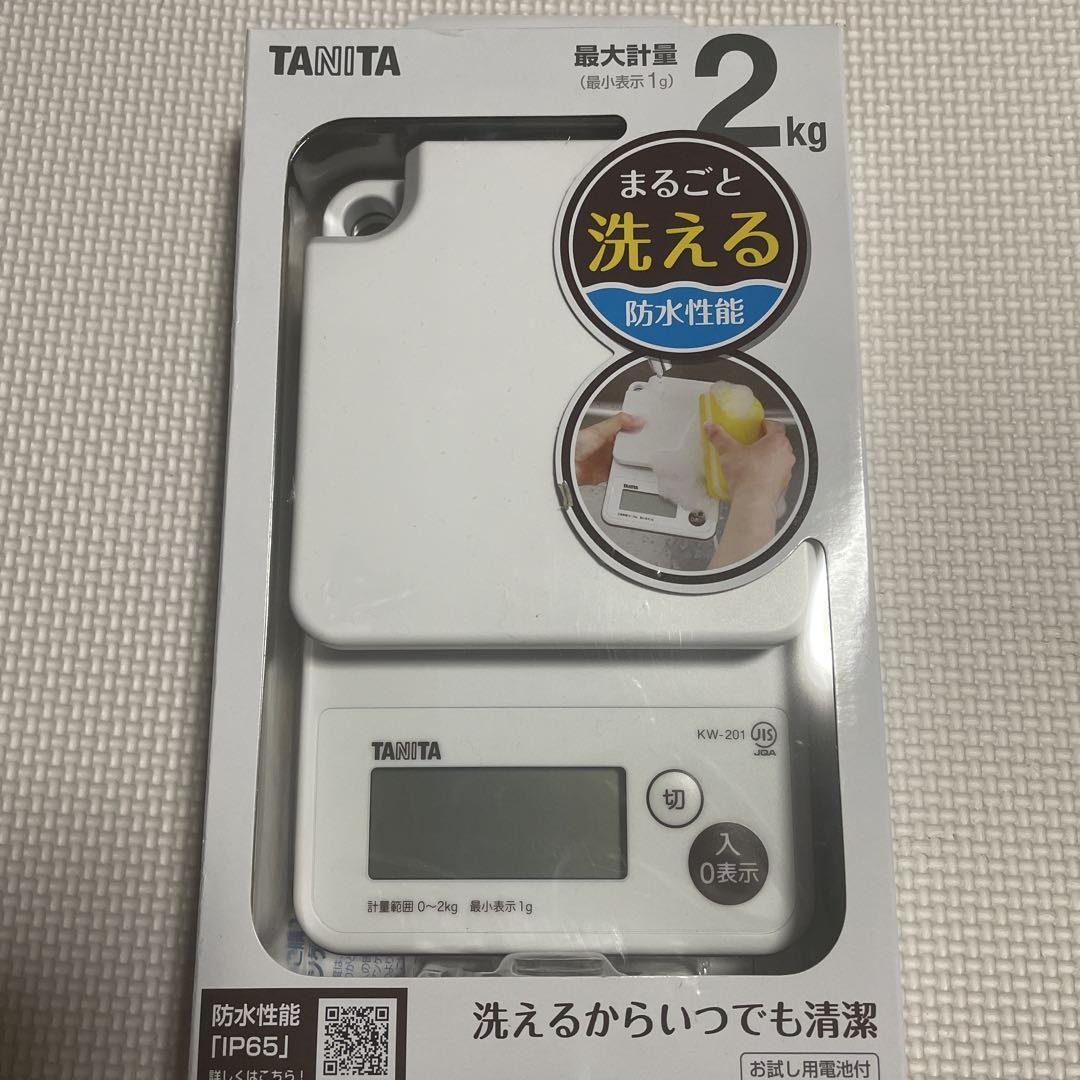 TANITA
最大計量
(最小表示1g)
2kg
まるごと
洗える
防水性能
TANITA
TANITA
KW-201
JIS
JQA
切
入
0表示
計量範囲 0〜2kg 最小表示1g
防水性能
「IP65」
詳しくはこちら!
洗えるからいつでも清潔
お試し用電池付